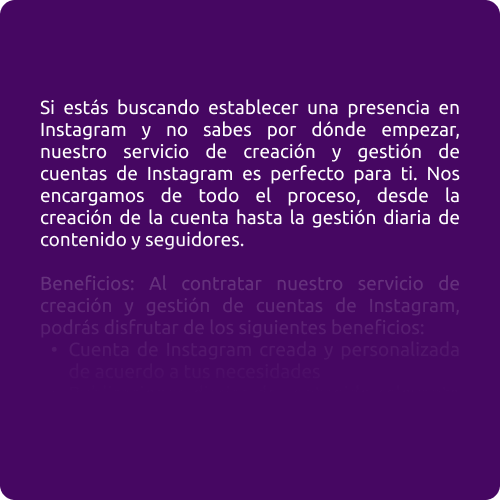 Si estás buscando establecer una presencia en
Instagram y no sabes por dónde empezar,
nuestro servicio de creación y gestión de
cuentas de Instagram es perfecto para ti. Nos
encargamos de todo el proceso, desde la
creación de la cuenta hasta la gestión diaria de
contenido y seguidores.
Beneficios: Al contratar nuestro servicio de
creación y gestión de cuentas de Instagram,
podrás disfrutar de los siguientes beneficios:
• Cuenta de Instagram creada y personalizada
de acuerdo a tus necesidades